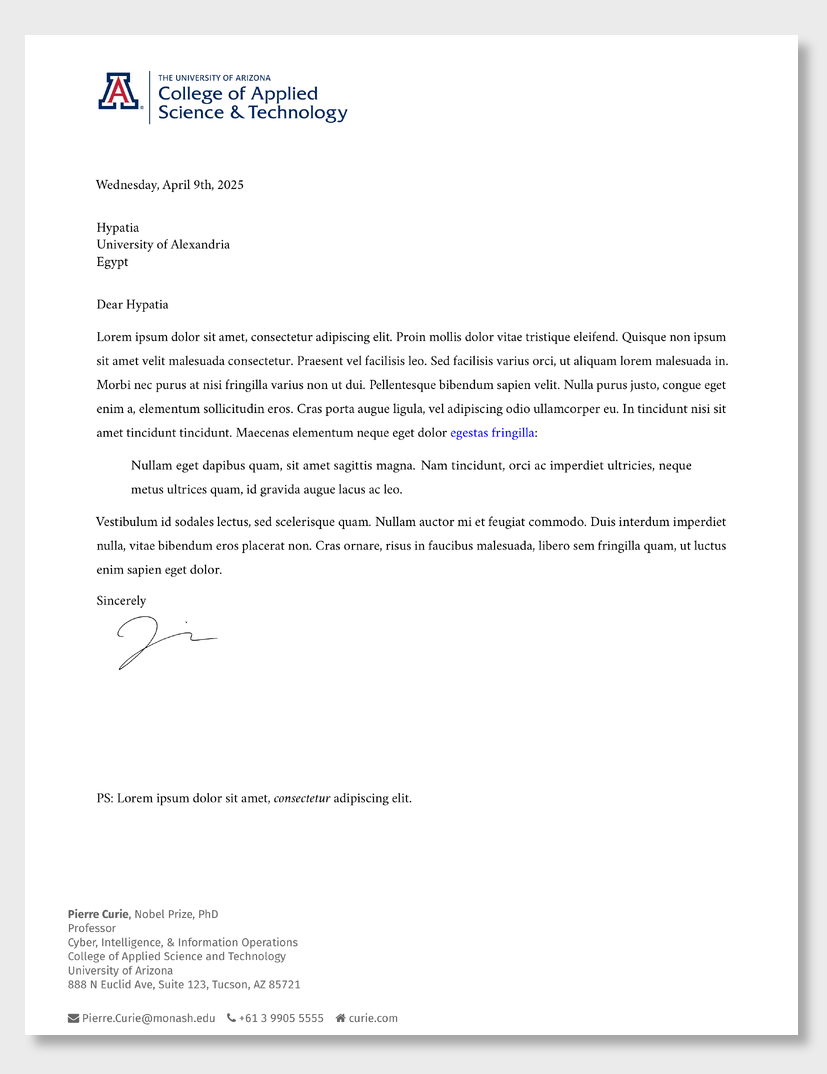 THE UNIVERSITY OF ARIZONA
College of Applied
Science & Technology
Wednesday, April 9th, 2025
Hypatia
University of Alexandria
Egypt
Dear Hypatia
Lorem ipsum dolor sit amet, consectetur adipiscing elit. Proin mollis dolor vitae tristique eleifend. Quisque non ipsum
sit amet velit malesuada consectetur. Praesent vel facilisis leo. Sed facilisis varius orci, ut aliquam lorem malesuada in.
Morbi nec purus at nisi fringilla varius non ut dui. Pellentesque bibendum sapien velit. Nulla purus justo, congue eget
enim a, elementum sollicitudin eros. Cras porta augue ligula, vel adipiscing odio ullamcorper eu. In tincidunt nisi sit
amet tincidunt tincidunt. Maecenas elementum neque eget dolor egestas fringilla:
Nullam eget dapibus quam, sit amet sagittis magna. Nam tincidunt, orci ac imperdiet ultricies, neque
metus ultrices quam, id gravida augue lacus ac leo.
Vestibulum id sodales lectus, sed scelerisque quam. Nullam auctor mi et feugiat commodo. Duis interdum imperdiet
nulla, vitae bibendum eros placerat non. Cras ornare, risus in faucibus malesuada, libero sem fringilla quam, ut luctus
enim sapien eget dolor.
Sincerely
PS: Lorem ipsum dolor sit amet, consectetur adipiscing elit.
Pierre Curie, Nobel Prize, PhD
Professor
Cyber, Intelligence, & Information Operations
College of Applied Science and Technology
University of Arizona
888 N Euclid Ave, Suite 123, Tucson, AZ 85721
Pierre.Curie@monash.edu +61 3 9905 5555 curie.com